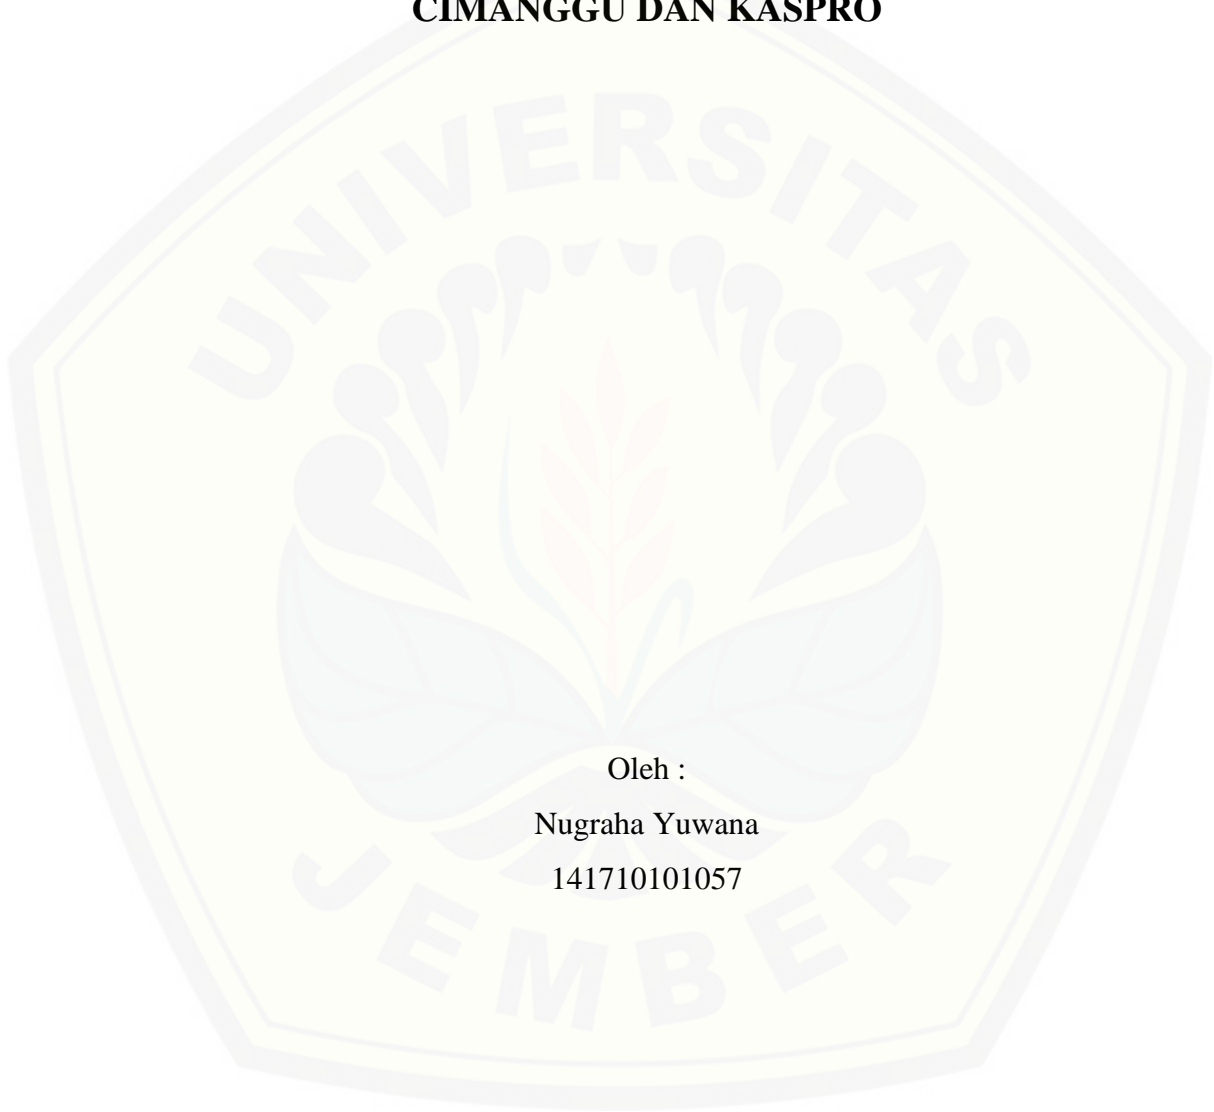 CIMANGGU DAN KASPRO
UNIVERSITAS
Oleh :
Nugraha Yuwana
141710101057
JEMBER